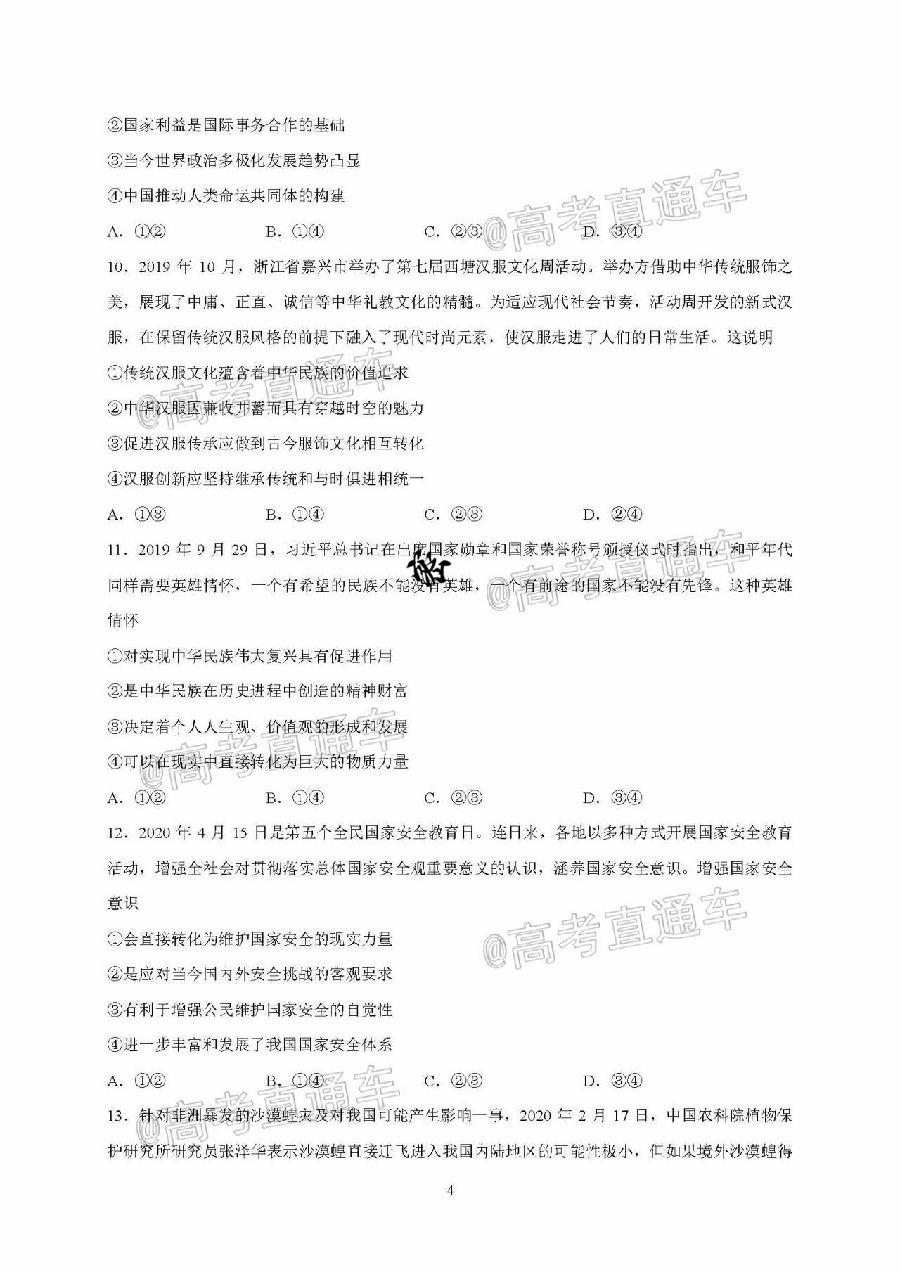 ②国家利益是国际事务合作的基础
③当今世界政治多极化发展趋势凸显
④中国推动人类命运共同体的构建
A．①② B．①④ C．②③ D．③④
@高考直通车
10．2019 年 10 月，浙江省嘉兴市举办了第七届西塘汉服文化周活动。举办方借助中华传统服饰之
美，展现了中庸、正直、诚信等中华礼教文化的精髓。为适应现代社会节奏，活动周开发的新式汉
服，在保留传统汉服风格的前提下融入了现代时尚元素，使汉服走进了人们的日常生活。这说明
①传统汉服文化蕴含着中华民族的价值追求
@高考直通车
②中华汉服因兼收并蓄而具有穿越时空的魅力
③促进汉服传承应做到古今服饰文化相互转化
④汉服创新应坚持继承传统和与时俱进相统一
A．①③ B．①④ C．②③ D．②④
11．2019 年 9 月 29 日，习近平总书记在出席国家勋章和国家荣誉称号颁授仪式时指出，和平年代
同样需要英雄情怀，一个有希望的民族不能没有英雄，一个有前途的国家不能没有先锋。这种英雄
@高考直通车
情怀
①对实现中华民族伟大复兴具有促进作用
②是中华民族在历史进程中创造的精神财富
③决定着个人人生观、价值观的形成和发展
@高考直通车
④可以在现实中直接转化为巨大的物质力量
A．①② B．①④ C．②③ D．③④
12．2020 年 4 月 15 日是第五个全民国家安全教育日。连日来，各地以多种方式开展国家安全教育
活动，增强全社会对贯彻落实总体国家安全观重要意义的认识，涵养国家安全意识。增强国家安全
意识
@高考直通车
①会直接转化为维护国家安全的现实力量
②是应对当今国内外安全挑战的客观要求
③有利于增强公民维护国家安全的自觉性
④进一步丰富和发展了我国国家安全体系
A．①② B．①④ C．②③ D．③④
@高考直通车
13．针对非洲暴发的沙漠蝗灾及对我国可能产生影响一事，2020 年 2 月 17 日，中国农科院植物保
护研究所研究员张泽华表示沙漠蝗直接迁飞进入我国内陆地区的可能性极小，但如果境外沙漠蝗得
4